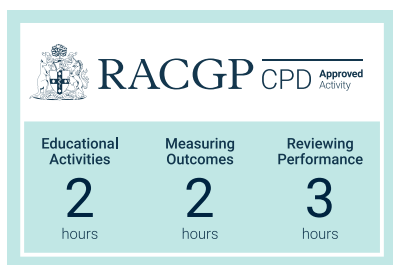 RACGP CPD Approved
Activity
Educational Activities
2
hours
Measuring Outcomes
2
hours
Reviewing Performance
3
hours